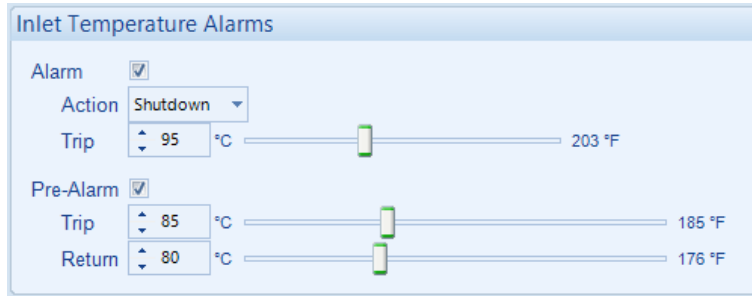 Inlet Temperature Alarms
Alarm
Action Shutdown
Trip 95 °C 203 °F
Pre-Alarm
Trip 85 °C 185 °F
Return 80 °C 176 °F